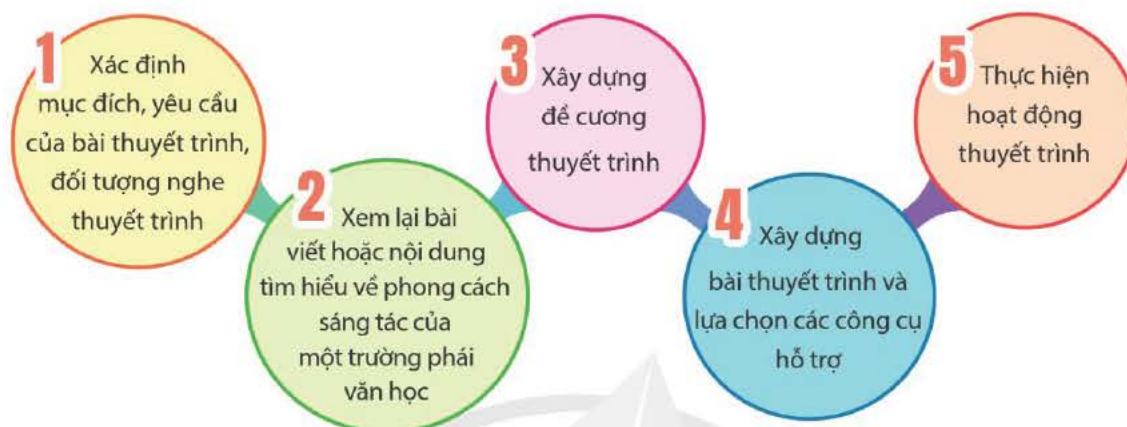 1 Xác định
mục đích, yêu cầu
của bài thuyết trình,
đối tượng nghe
thuyết trình
2 Xem lại bài
viết hoặc nội dung
tìm hiểu về phong cách
sáng tác của
một trường phái
văn học
3 Xây dựng
đề cương
thuyết trình
4 Xây dựng
bài thuyết trình và
lựa chọn các công cụ
hỗ trợ
5 Thực hiện
hoạt động
thuyết trình